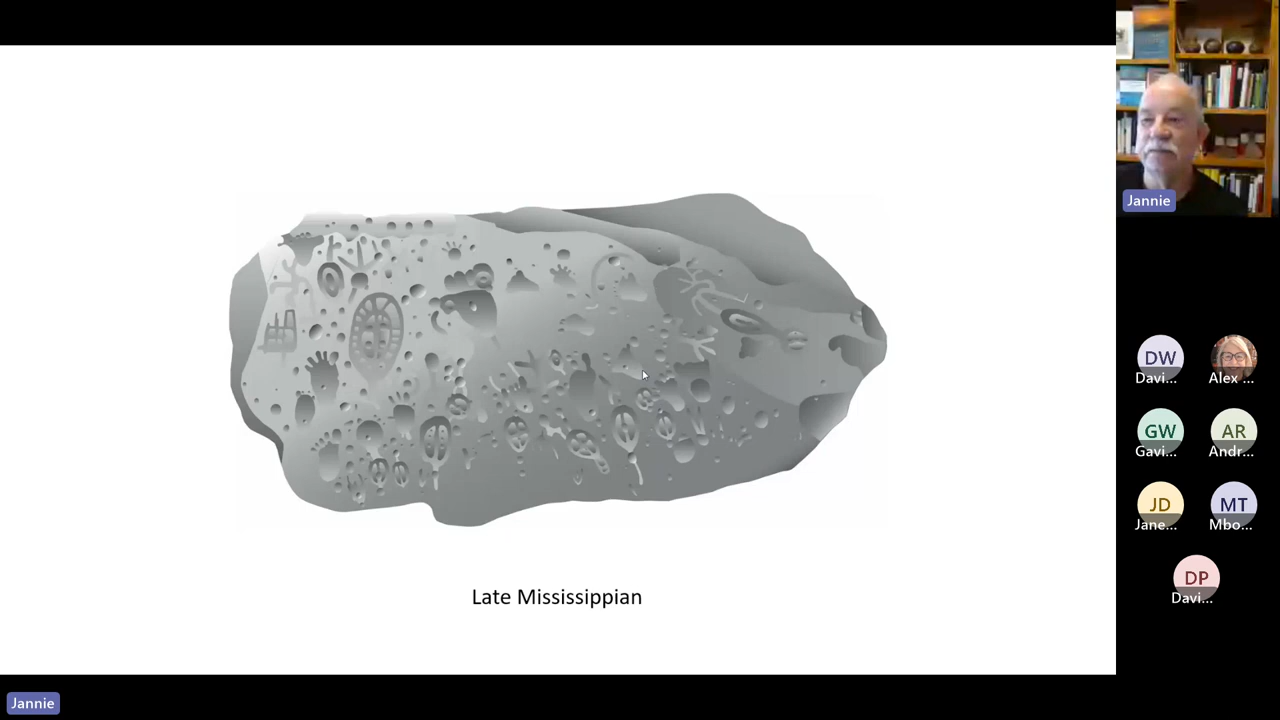 Jannie
DW
Davi...
Alex ...
GW
Gavi...
AR
Andr...
JD
Jane...
MT
Mbo...
DP
Davi...
Late Mississippian
Jannie